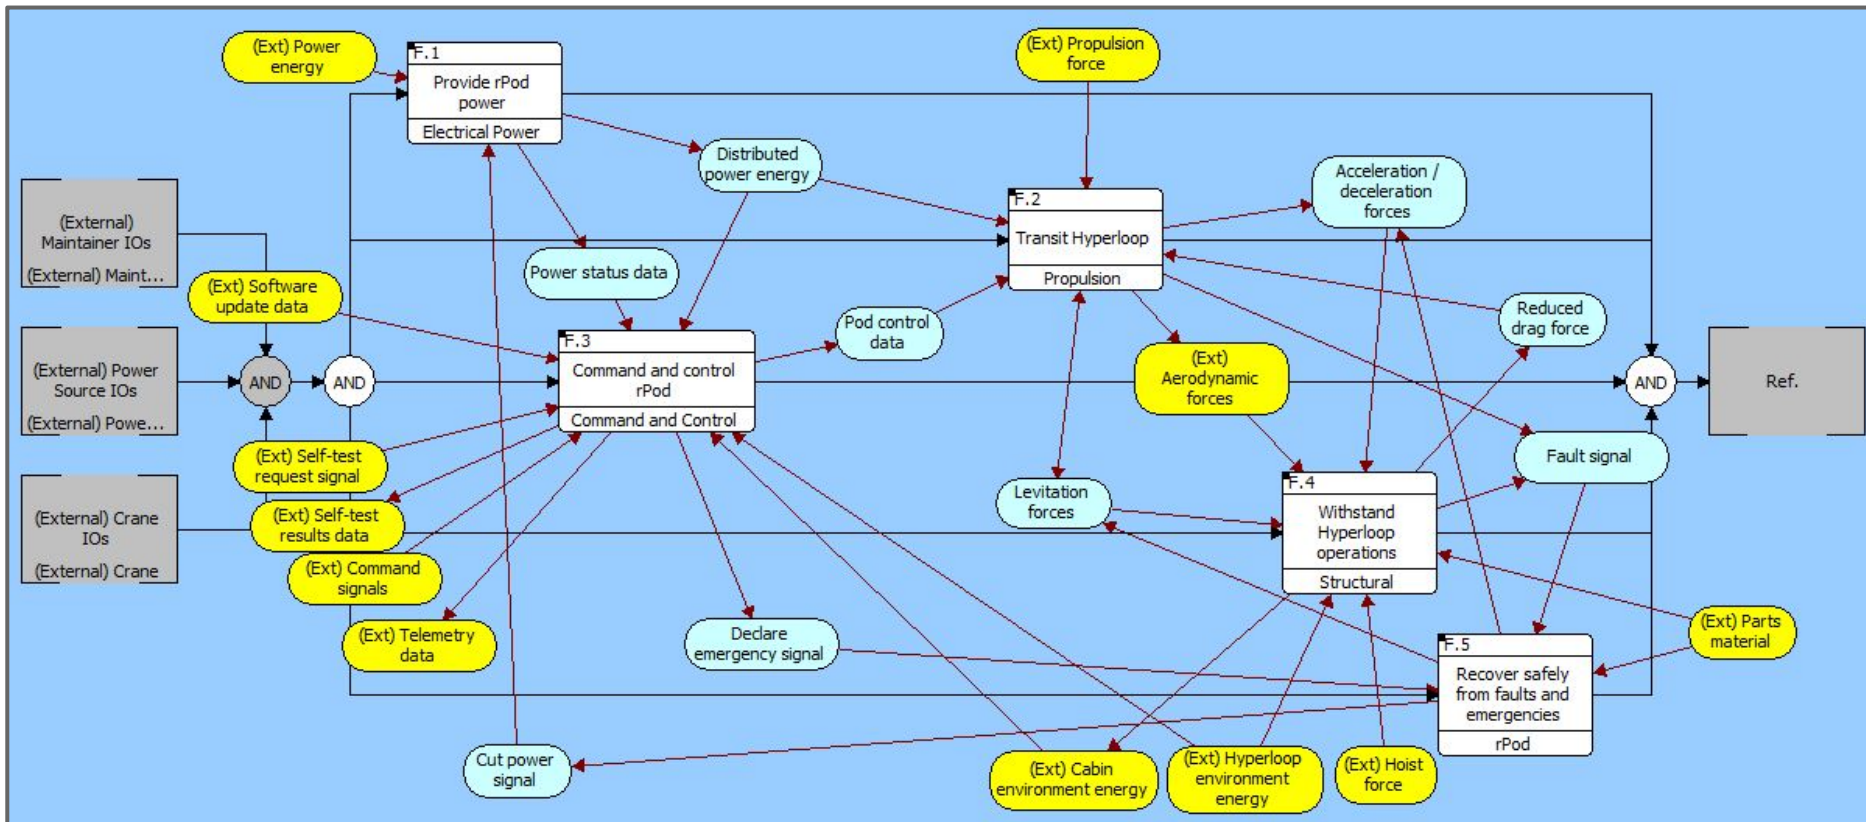 (Ext) Power
energy
F.1
Provide rPod
power
Electrical Power
(Ext) Propulsion
force
Distributed
power energy
Acceleration /
deceleration
forces
F.2
Transit Hyperloop
Propulsion
(External)
Maintainer IOs
(External) Maint...
(Ext) Software
update data
Power status data
Pod control
data
Reduced
drag force
F.3
Command and control
rPod
Command and Control
(External) Power
Source IOs
(External) Powe...
AND
AND
(Ext)
Aerodynamic
forces
AND
Ref.
(Ext) Self-test
request signal
Fault signal
(External) Crane
IOs
(External) Crane
(Ext) Self-test
results data
Levitation
forces
F.4
Withstand
Hyperloop
operations
Structural
(Ext) Command
signals
(Ext) Telemetry
data
Declare
emergency signal
(Ext) Parts
material
F.5
Recover safely
from faults and
emergencies
rPod
Cut power
signal
(Ext) Cabin
environment energy
(Ext) Hyperloop
environment
energy
(Ext) Hoist
force